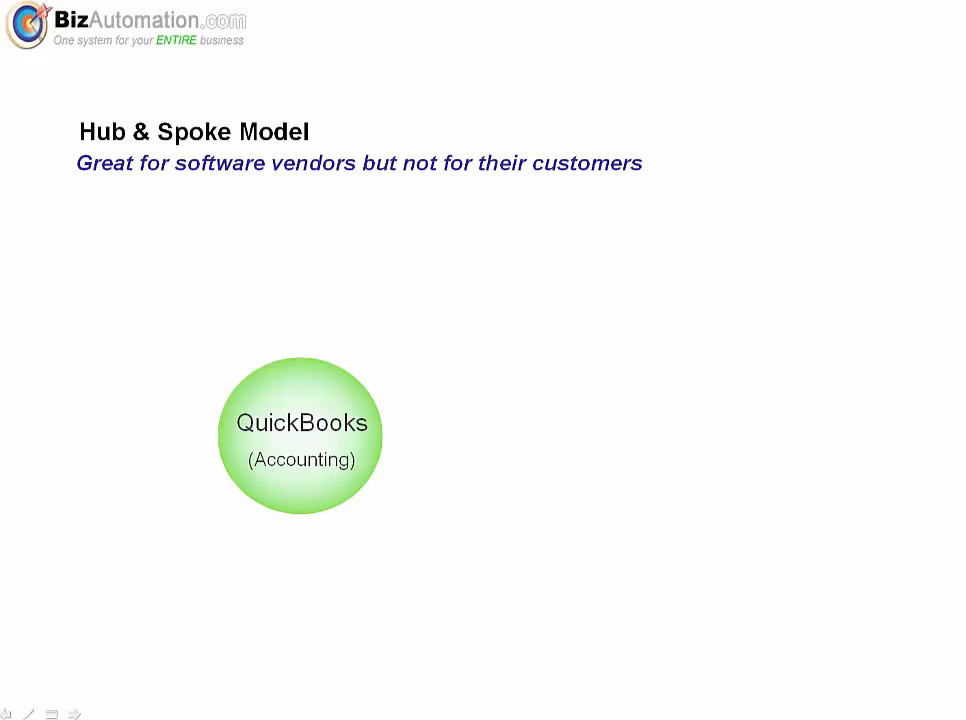 BizAutomation.com
One system for your ENTIRE business
Hub & Spoke Model
Great for software vendors but not for their customers
QuickBooks
(Accounting)